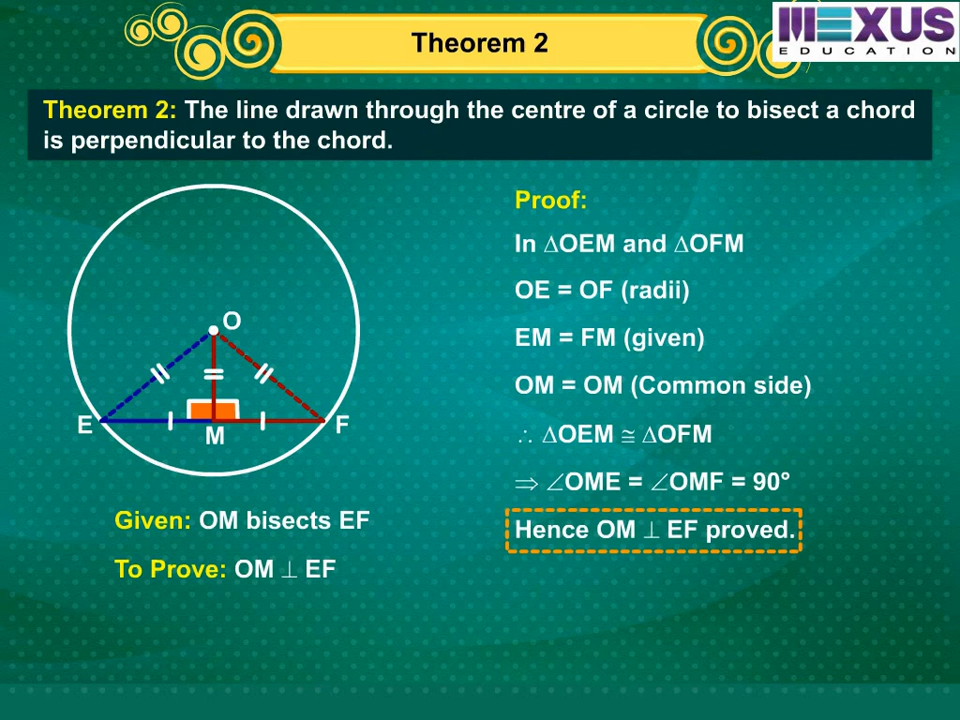 Theorem 2
MEXUS
EDUCATION
Theorem 2: The line drawn through the centre of a circle to bisect a chord
is perpendicular to the chord.
O
E
M
F
Given: OM bisects EF
To Prove: OM ⊥ EF
Proof:
In ∆OEM and ∆OFM
OE = OF (radii)
EM = FM (given)
OM = OM (Common side)
∴ ∆OEM ≅ ∆OFM
⇒ ∠OME = ∠OMF = 90°
Hence OM ⊥ EF proved.